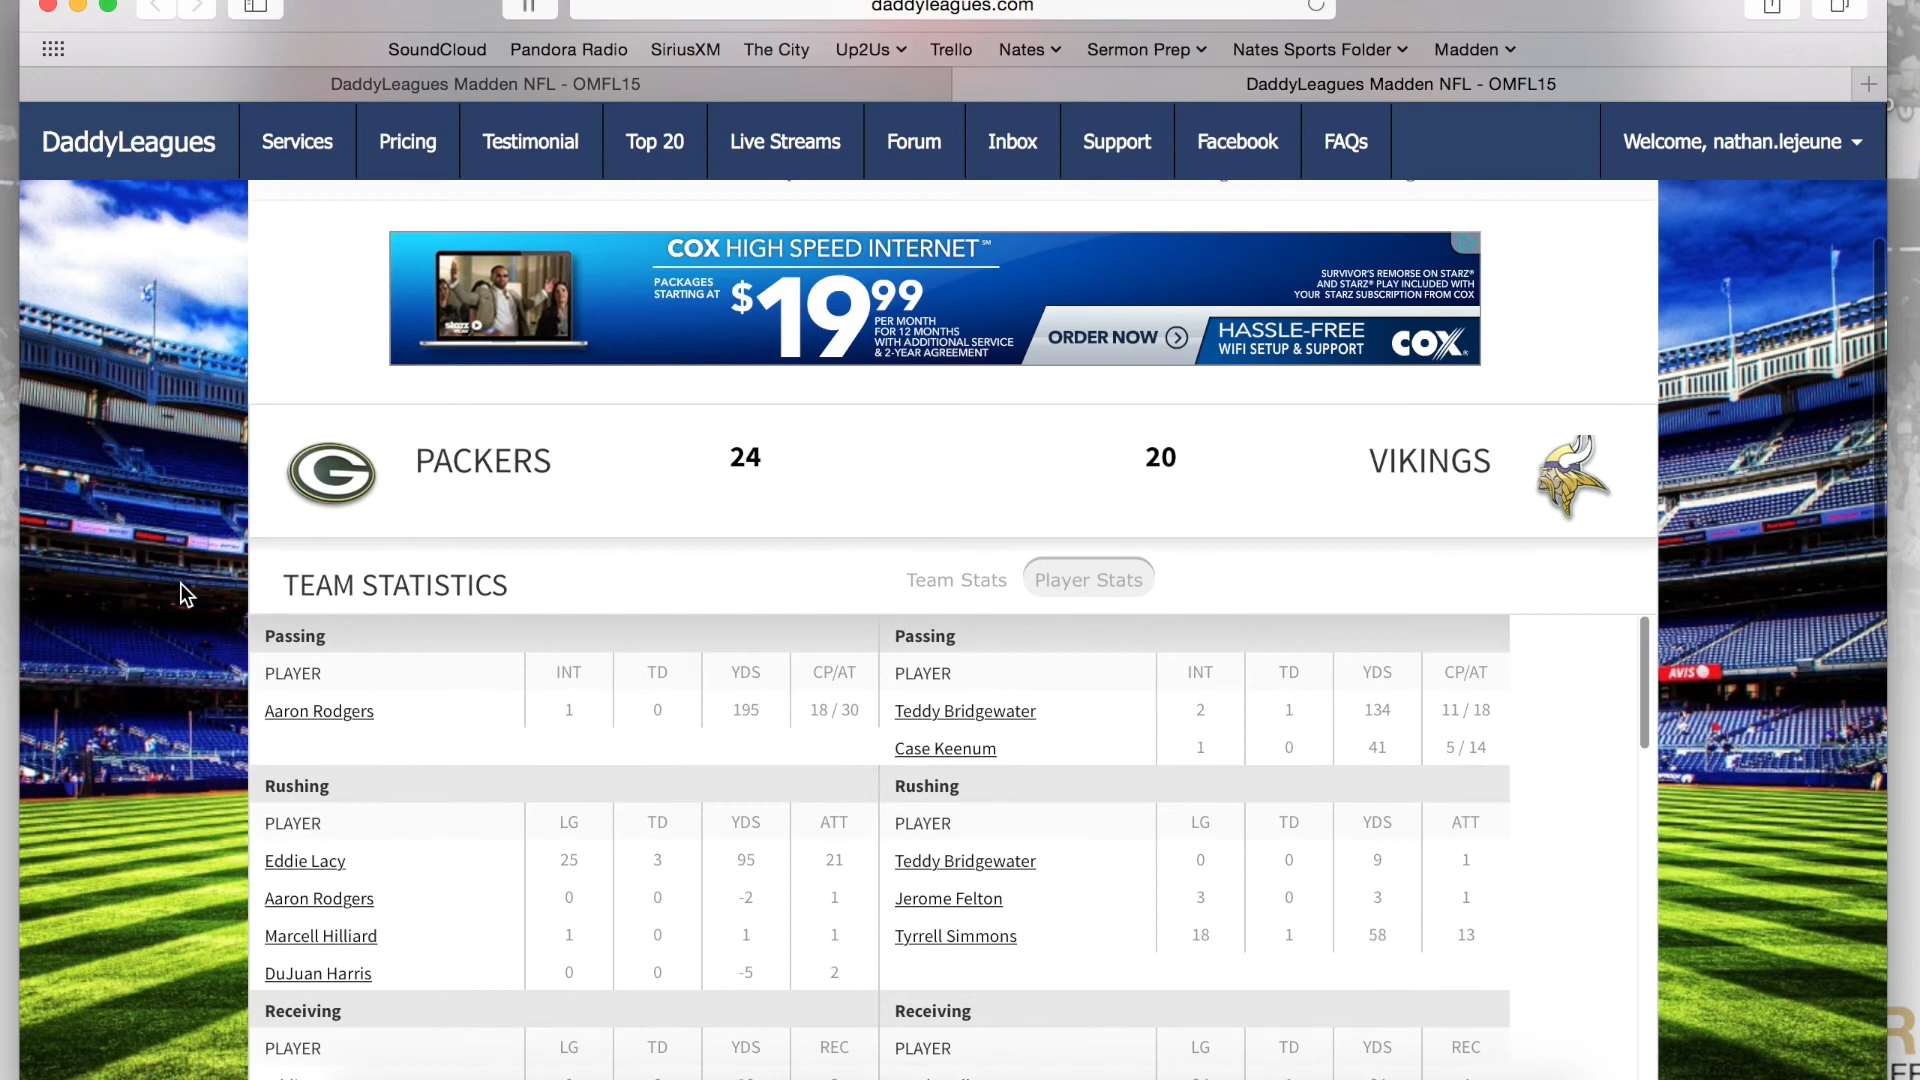 daddyleagues.com
SoundCloud Pandora Radio SiriusXM The City Up2Us Trello Nates Sermon Prep Nates Sports Folder Madden
DaddyLeagues Madden NFL - OMFL15 DaddyLeagues Madden NFL - OMFL15
DaddyLeagues Services Pricing Testimonial Top 20 Live Streams Forum Inbox Support Facebook FAQs Welcome, nathan.lejeune
COX HIGH SPEED INTERNET℠
PACKAGES STARTING AT $19.99
PER MONTH
FOR 12 MONTHS
WITH ADDITIONAL SERVICE
& 2-YEAR AGREEMENT
starz
SURVIVOR'S REMORSE ON STARZ®
AND STARZ® PLAY INCLUDED WITH
YOUR STARZ SUBSCRIPTION FROM COX
ORDER NOW
HASSLE-FREE
WIFI SETUP & SUPPORT
COX
G PACKERS 24 20 VIKINGS
TEAM STATISTICS Team Stats Player Stats
Passing Passing
PLAYER INT TD YDS CP/AT PLAYER INT TD YDS CP/AT
Aaron Rodgers 1 0 195 18 / 30 Teddy Bridgewater 2 1 134 11 / 18
Case Keenum 1 0 41 5 / 14
Rushing Rushing
PLAYER LG TD YDS ATT PLAYER LG TD YDS ATT
Eddie Lacy 25 3 95 21 Teddy Bridgewater 0 0 9 1
Aaron Rodgers 0 0 -2 1 Jerome Felton 3 0 3 1
Marcell Hilliard 1 0 1 1 Tyrrell Simmons 18 1 58 13
DuJuan Harris 0 0 -5 2
Receiving Receiving
PLAYER LG TD YDS REC PLAYER LG TD YDS REC
AVIS